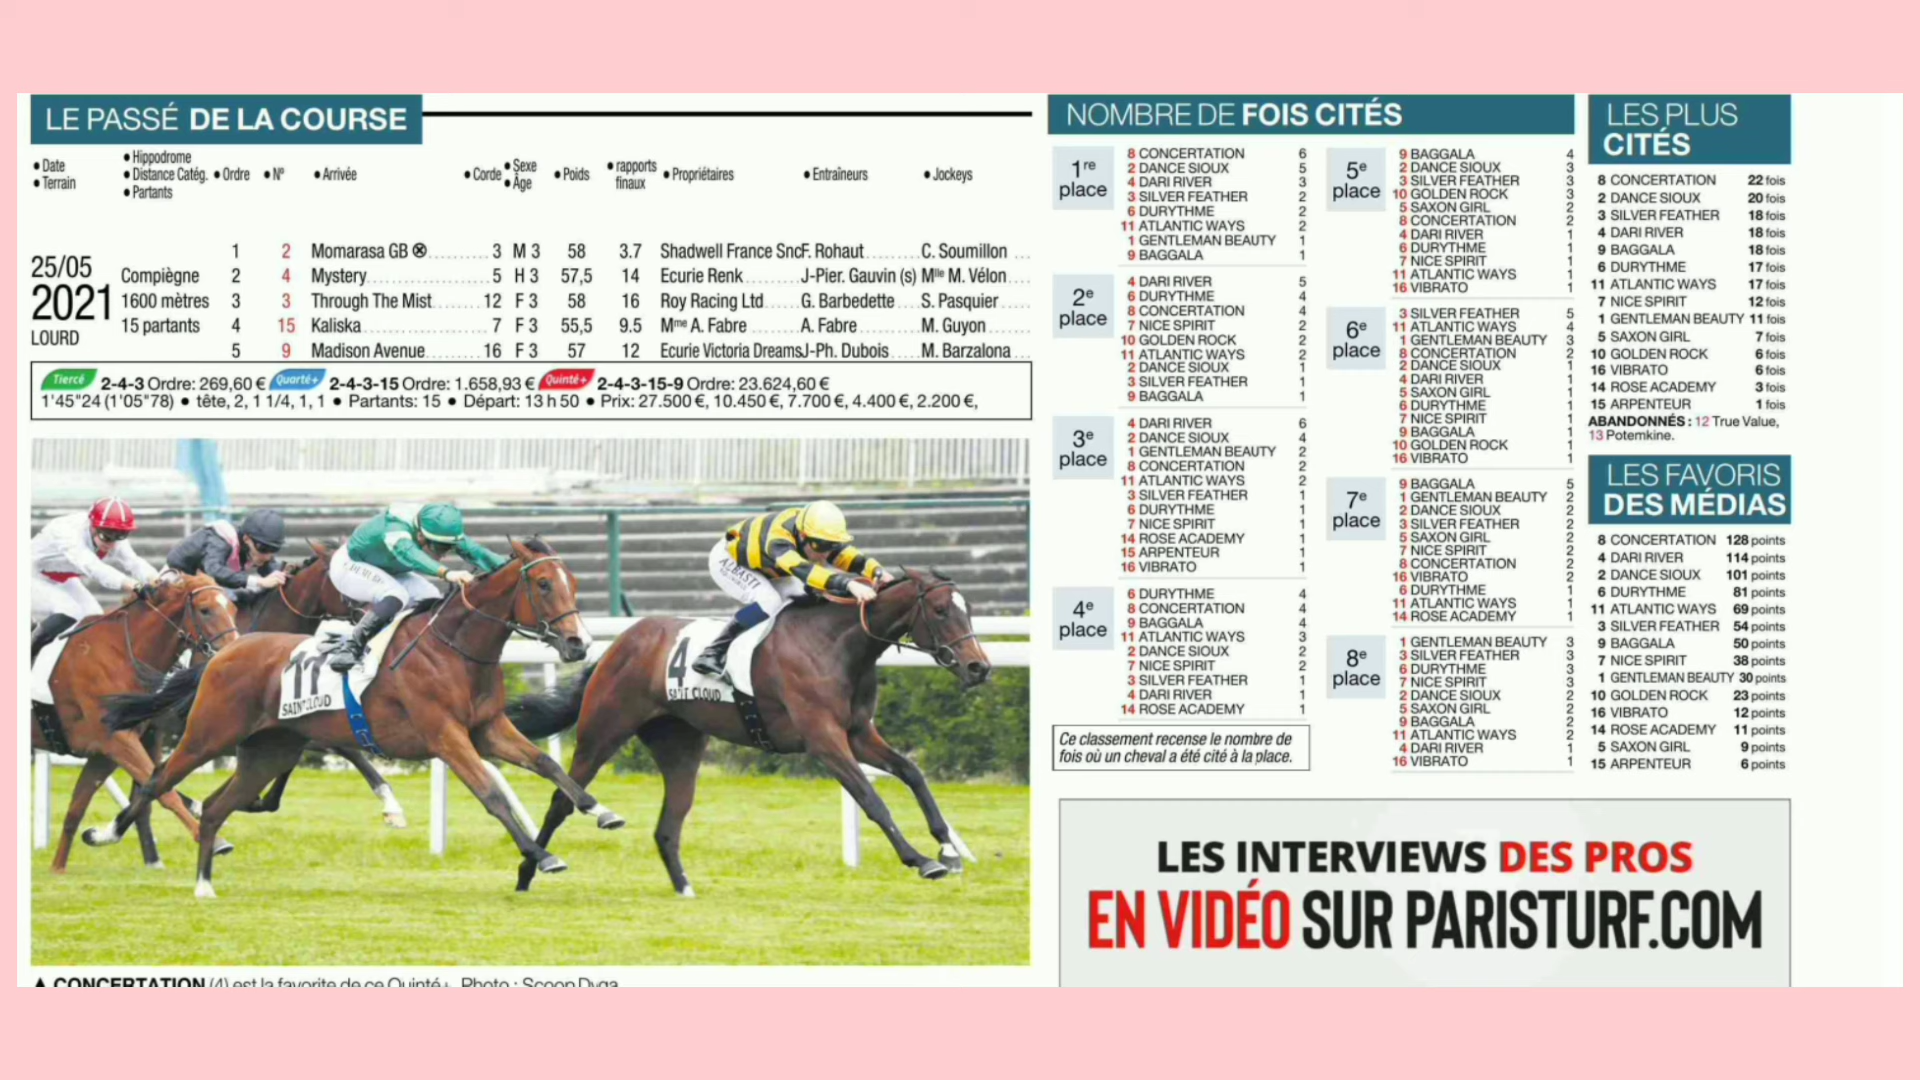 LE PASSÉ DE LA COURSE
• Date
• Terrain
• Hippodrome
• Distance Catég.
• Partants
• Ordre • N° • Arrivée • Corde • Sexe
• Âge
• Poids • rapports
finaux
• Propriétaires • Entraîneurs • Jockeys
25/05
2021
LOURD
Compiègne
1600 mètres
15 partants
1 2 Momarasa GB ⊗ 3 M 3 58 3.7 Shadwell France Snc F. Rohaut C. Soumillon
2 4 Mystery 5 H 3 57,5 14 Ecurie Renk J-Pier. Gauvin (s) Mlle M. Vélon
3 3 Through The Mist 12 F 3 58 16 Roy Racing Ltd G. Barbedette S. Pasquier
4 15 Kaliska 7 F 3 55,5 9.5 Mme A. Fabre A. Fabre M. Guyon
5 9 Madison Avenue 16 F 3 57 12 Ecurie Victoria Dreams J-Ph. Dubois M. Barzalona
Tiercé 2-4-3 Ordre: 269,60 € Quarté+ 2-4-3-15 Ordre: 1.658,93 € Quinté+ 2-4-3-15-9 Ordre: 23.624,60 €
1'45"24 (1'05"78) • tête, 2, 1 1/4, 1, 1 • Partants: 15 • Départ: 13 h 50 • Prix: 27.500 €, 10.450 €, 7.700 €, 4.400 €, 2.200 €,
ALBASTI
11
SAINT CLOUD
4
SAINT CLOUD
▲ CONCERTATION (4) est la favorite de ce Quinté+. Photo : Scoop Dyga
NOMBRE DE FOIS CITÉS
1re place
8 CONCERTATION 6
2 DANCE SIOUX 5
4 DARI RIVER 3
3 SILVER FEATHER 2
6 DURYTHME 2
11 ATLANTIC WAYS 2
1 GENTLEMAN BEAUTY 1
9 BAGGALA 1
2e place
4 DARI RIVER 5
6 DURYTHME 4
8 CONCERTATION 4
7 NICE SPIRIT 2
10 GOLDEN ROCK 2
11 ATLANTIC WAYS 2
2 DANCE SIOUX 1
3 SILVER FEATHER 1
9 BAGGALA 1
3e place
4 DARI RIVER 6
2 DANCE SIOUX 4
1 GENTLEMAN BEAUTY 2
8 CONCERTATION 2
11 ATLANTIC WAYS 2
3 SILVER FEATHER 1
6 DURYTHME 1
7 NICE SPIRIT 1
14 ROSE ACADEMY 1
15 ARPENTEUR 1
16 VIBRATO 1
4e place
6 DURYTHME 4
8 CONCERTATION 4
9 BAGGALA 4
11 ATLANTIC WAYS 3
2 DANCE SIOUX 2
7 NICE SPIRIT 2
3 SILVER FEATHER 1
4 DARI RIVER 1
14 ROSE ACADEMY 1
Ce classement recense le nombre de
fois où un cheval a été cité à la place.
5e place
9 BAGGALA 4
2 DANCE SIOUX 3
3 SILVER FEATHER 3
10 GOLDEN ROCK 3
5 SAXON GIRL 2
8 CONCERTATION 2
4 DARI RIVER 1
6 DURYTHME 1
7 NICE SPIRIT 1
11 ATLANTIC WAYS 1
16 VIBRATO 1
6e place
3 SILVER FEATHER 5
11 ATLANTIC WAYS 4
1 GENTLEMAN BEAUTY 3
8 CONCERTATION 2
2 DANCE SIOUX 1
4 DARI RIVER 1
5 SAXON GIRL 1
6 DURYTHME 1
7 NICE SPIRIT 1
9 BAGGALA 1
10 GOLDEN ROCK 1
16 VIBRATO 1
7e place
9 BAGGALA 5
1 GENTLEMAN BEAUTY 2
2 DANCE SIOUX 2
3 SILVER FEATHER 2
5 SAXON GIRL 2
7 NICE SPIRIT 2
8 CONCERTATION 2
16 VIBRATO 2
6 DURYTHME 1
11 ATLANTIC WAYS 1
14 ROSE ACADEMY 1
8e place
1 GENTLEMAN BEAUTY 3
3 SILVER FEATHER 3
6 DURYTHME 3
7 NICE SPIRIT 3
2 DANCE SIOUX 2
5 SAXON GIRL 2
9 BAGGALA 2
11 ATLANTIC WAYS 2
4 DARI RIVER 1
16 VIBRATO 1
LES PLUS
CITÉS
8 CONCERTATION 22 fois
2 DANCE SIOUX 20 fois
3 SILVER FEATHER 18 fois
4 DARI RIVER 18 fois
9 BAGGALA 18 fois
6 DURYTHME 17 fois
11 ATLANTIC WAYS 17 fois
7 NICE SPIRIT 12 fois
1 GENTLEMAN BEAUTY 11 fois
5 SAXON GIRL 7 fois
10 GOLDEN ROCK 6 fois
16 VIBRATO 6 fois
14 ROSE ACADEMY 3 fois
15 ARPENTEUR 1 fois
ABANDONNÉS : 12 True Value,
13 Potemkine.
LES FAVORIS
DES MÉDIAS
8 CONCERTATION 128 points
4 DARI RIVER 114 points
2 DANCE SIOUX 101 points
6 DURYTHME 81 points
11 ATLANTIC WAYS 69 points
3 SILVER FEATHER 54 points
9 BAGGALA 50 points
7 NICE SPIRIT 38 points
1 GENTLEMAN BEAUTY 30 points
10 GOLDEN ROCK 23 points
16 VIBRATO 12 points
14 ROSE ACADEMY 11 points
5 SAXON GIRL 9 points
15 ARPENTEUR 6 points
LES INTERVIEWS DES PROS
EN VIDÉO SUR PARISTURF.COM